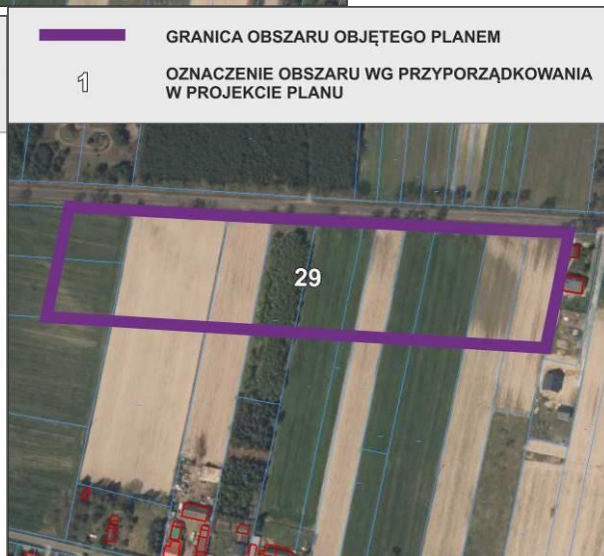 GRANICA OBSZARU OBJĘTEGO PLANEM
1 OZNACZENIE OBSZARU WG PRZYPORZĄDKOWANIA
W PROJEKCIE PLANU
29